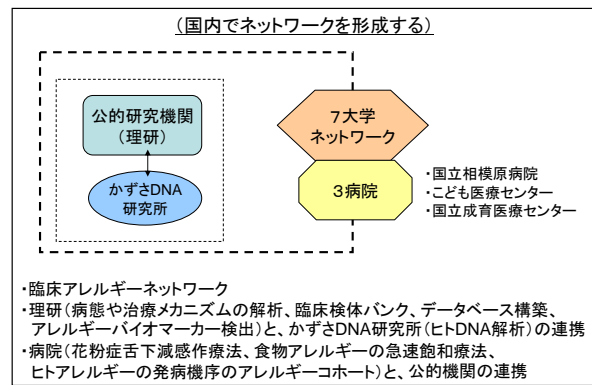 (国内でネットワークを形成する)
公的研究機関
(理研)
かずさDNA
研究所
7大学
ネットワーク
3病院
・国立相模原病院
・こども医療センター
・国立成育医療センター
・臨床アレルギーネットワーク
・理研(病態や治療メカニズムの解析、臨床検体バンク、データベース構築、
アレルギーバイオマーカー検出)と、かずさDNA研究所(ヒトDNA解析)の連携
・病院(花粉症舌下減感作療法、食物アレルギーの急速飽和療法、
ヒトアレルギーの発病機序のアレルギーコホート)と、公的機関の連携